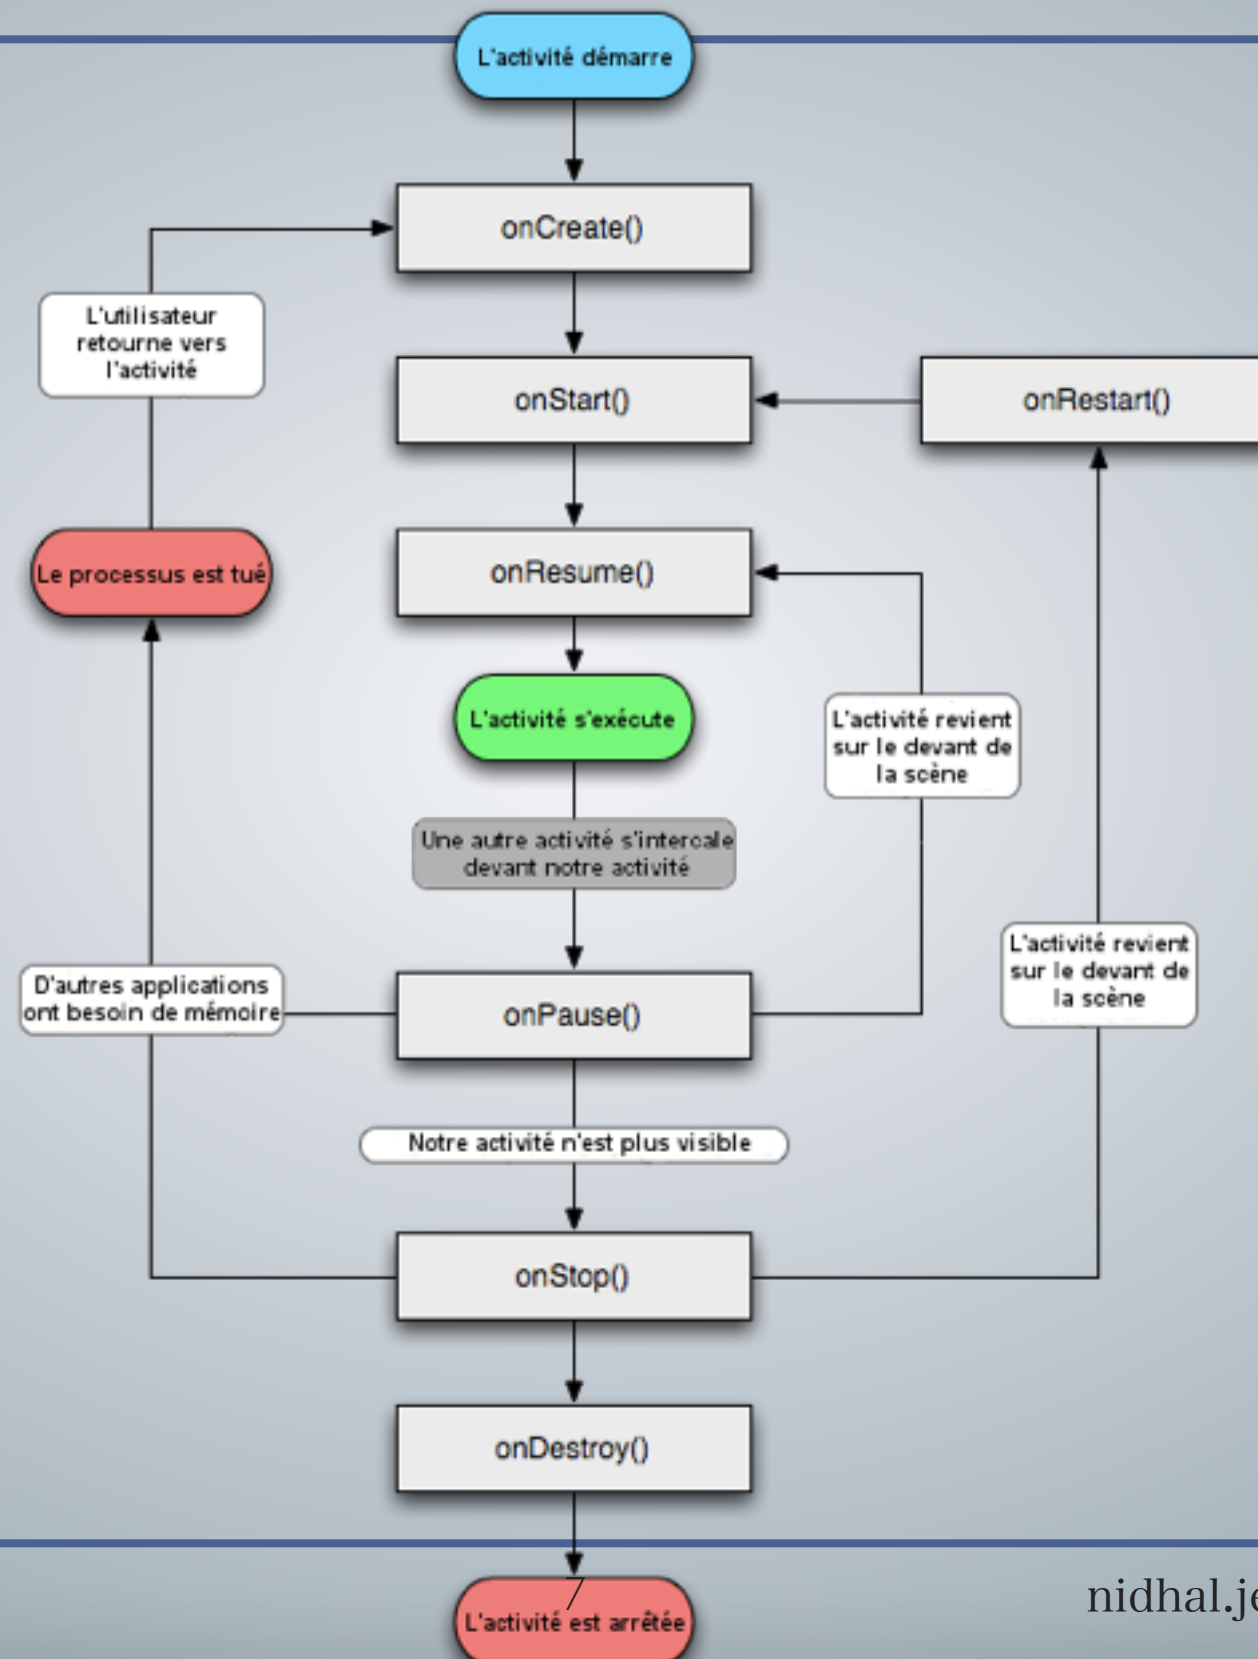 L'activité démarre
onCreate()
L'utilisateur
retourne vers
l'activité
onStart()
onRestart()
onResume()
Le processus est tué
L'activité s'exécute
L'activité revient
sur le devant de
la scène
Une autre activité s'intercale
devant notre activité
L'activité revient
sur le devant de
la scène
D'autres applications
ont besoin de mémoire
onPause()
Notre activité n'est plus visible
onStop()
onDestroy()
7
nidhal.je
L'activité est arrêtée